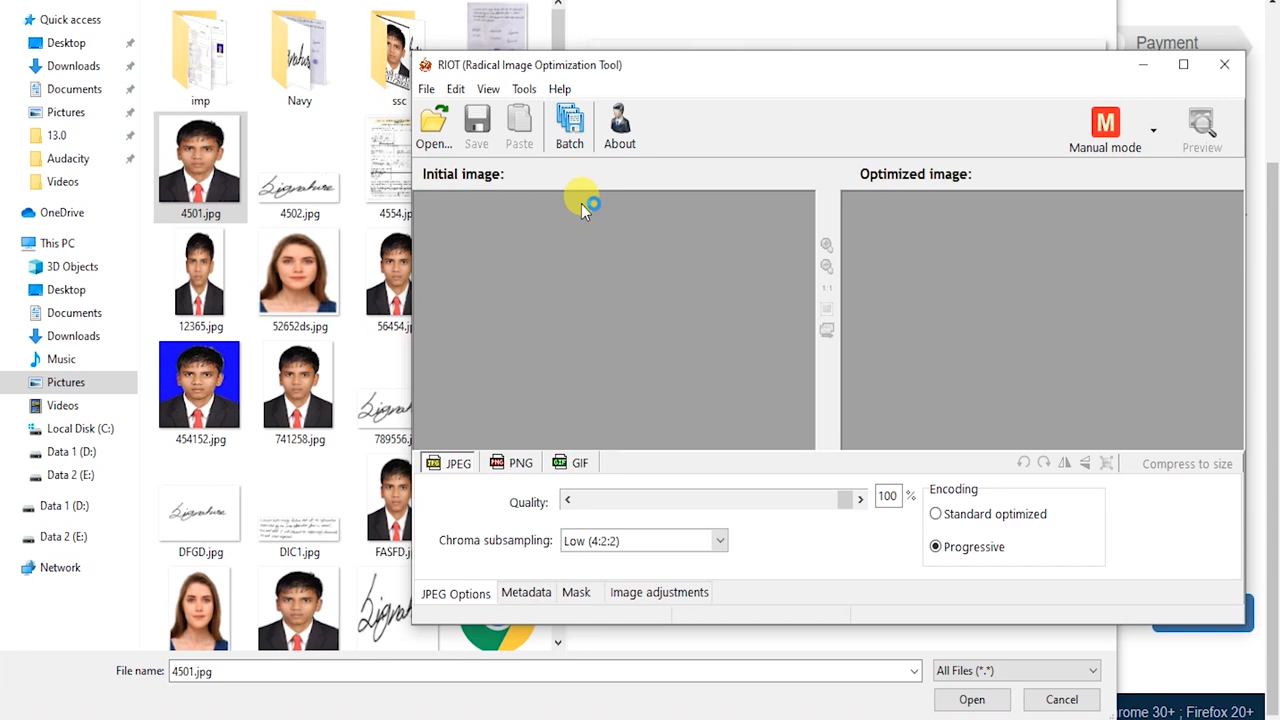 Quick access
Desktop
Downloads
Documents
Pictures
13.0
Audacity
Videos
OneDrive
This PC
3D Objects
Desktop
Documents
Downloads
Music
Pictures
Videos
Local Disk (C:)
Data 1 (D:)
Data 2 (E:)
Data 1 (D:)
Data 2 (E:)
Network
imp
Navy
ssc
4501.jpg
Signature
4502.jpg
4554.jp
12365.jpg
52652ds.jpg
56454.j
454152.jpg
741258.jpg
789556.j
Signature
DFGD.jpg
DIC1.jpg
FASFD.j
File name:
4501.jpg
All Files (*.*)
Open
Cancel
Payment
RIOT (Radical Image Optimization Tool)
File Edit View Tools Help
Open... Save Paste Batch About
Manual mode
Preview
Initial image:
Optimized image:
1:1
JPEG PNG GIF
Compress to size
Quality:
100 %
Chroma subsampling:
Low (4:2:2)
Encoding
Standard optimized
Progressive
JPEG Options Metadata Mask Image adjustments
rome 30+ ; Firefox 20+